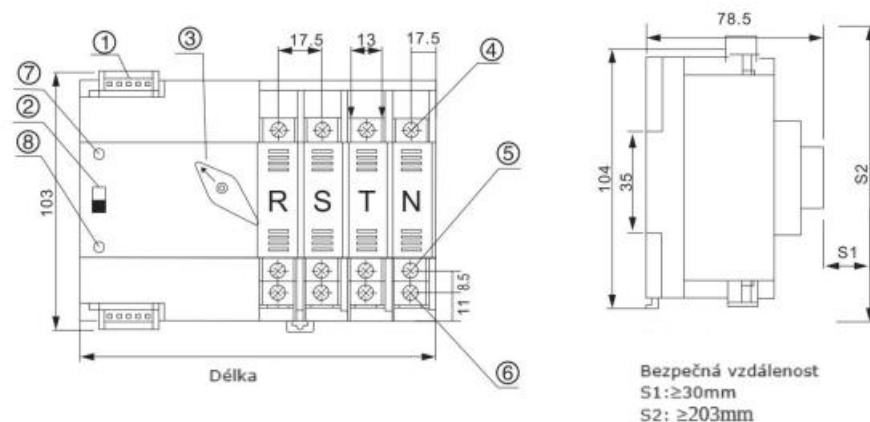 ① ③ 17.5 13 17.5 ④
⑦
②
⑧
103
R S T N
⑤
8.5
11
⑥
Délka
78.5
104
35
S1
S2
Bezpečná vzdálenost
S1:≥30mm
S2: ≥203mm